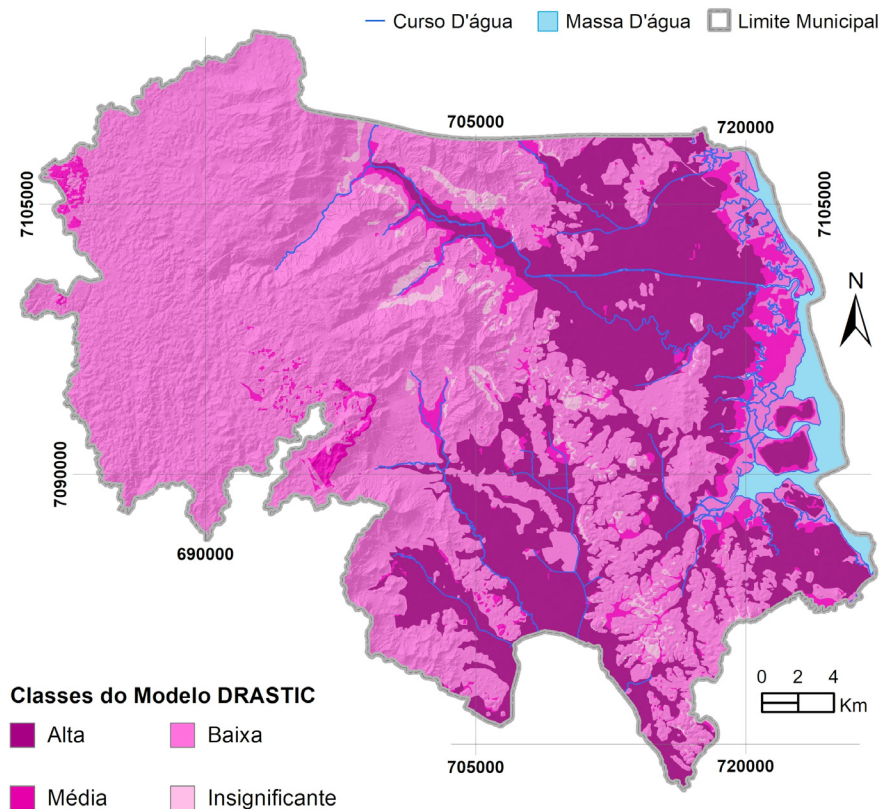 Curso D'água Massa D'água Limite Municipal
705000
720000
7105000
7105000
N
7090000
7090000
690000
0 2 4
Km
Classes do Modelo DRASTIC
Alta Baixa
Média Insignificante
705000
720000